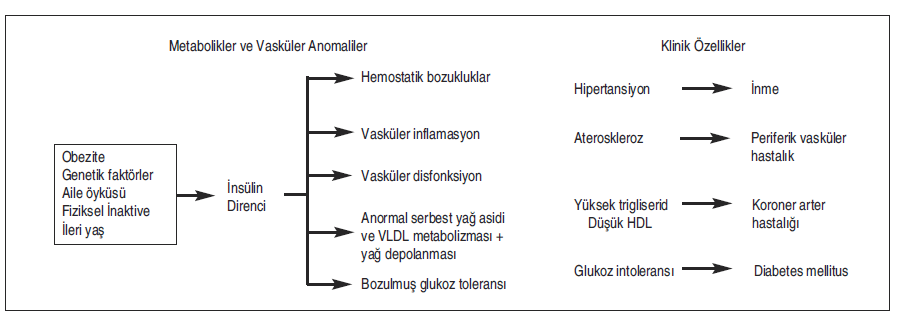 Metabolikler ve Vasküler Anomaliler
Obezite
Genetik faktörler
Aile öyküsü
Fiziksel İnaktive
İleri yaş
İnsülin
Direnci
Hemostatik bozukluklar
Vasküler inflamasyon
Vasküler disfonksiyon
Anormal serbest yağ asidi
ve VLDL metabolizması +
yağ depolanması
Bozulmuş glukoz toleransı
Klinik Özellikler
Hipertansiyon
İnme
Ateroskleroz
Periferik vasküler
hastalık
Yüksek trigliserid
Düşük HDL
Koroner arter
hastalığı
Glukoz intoleransı
Diabetes mellitus